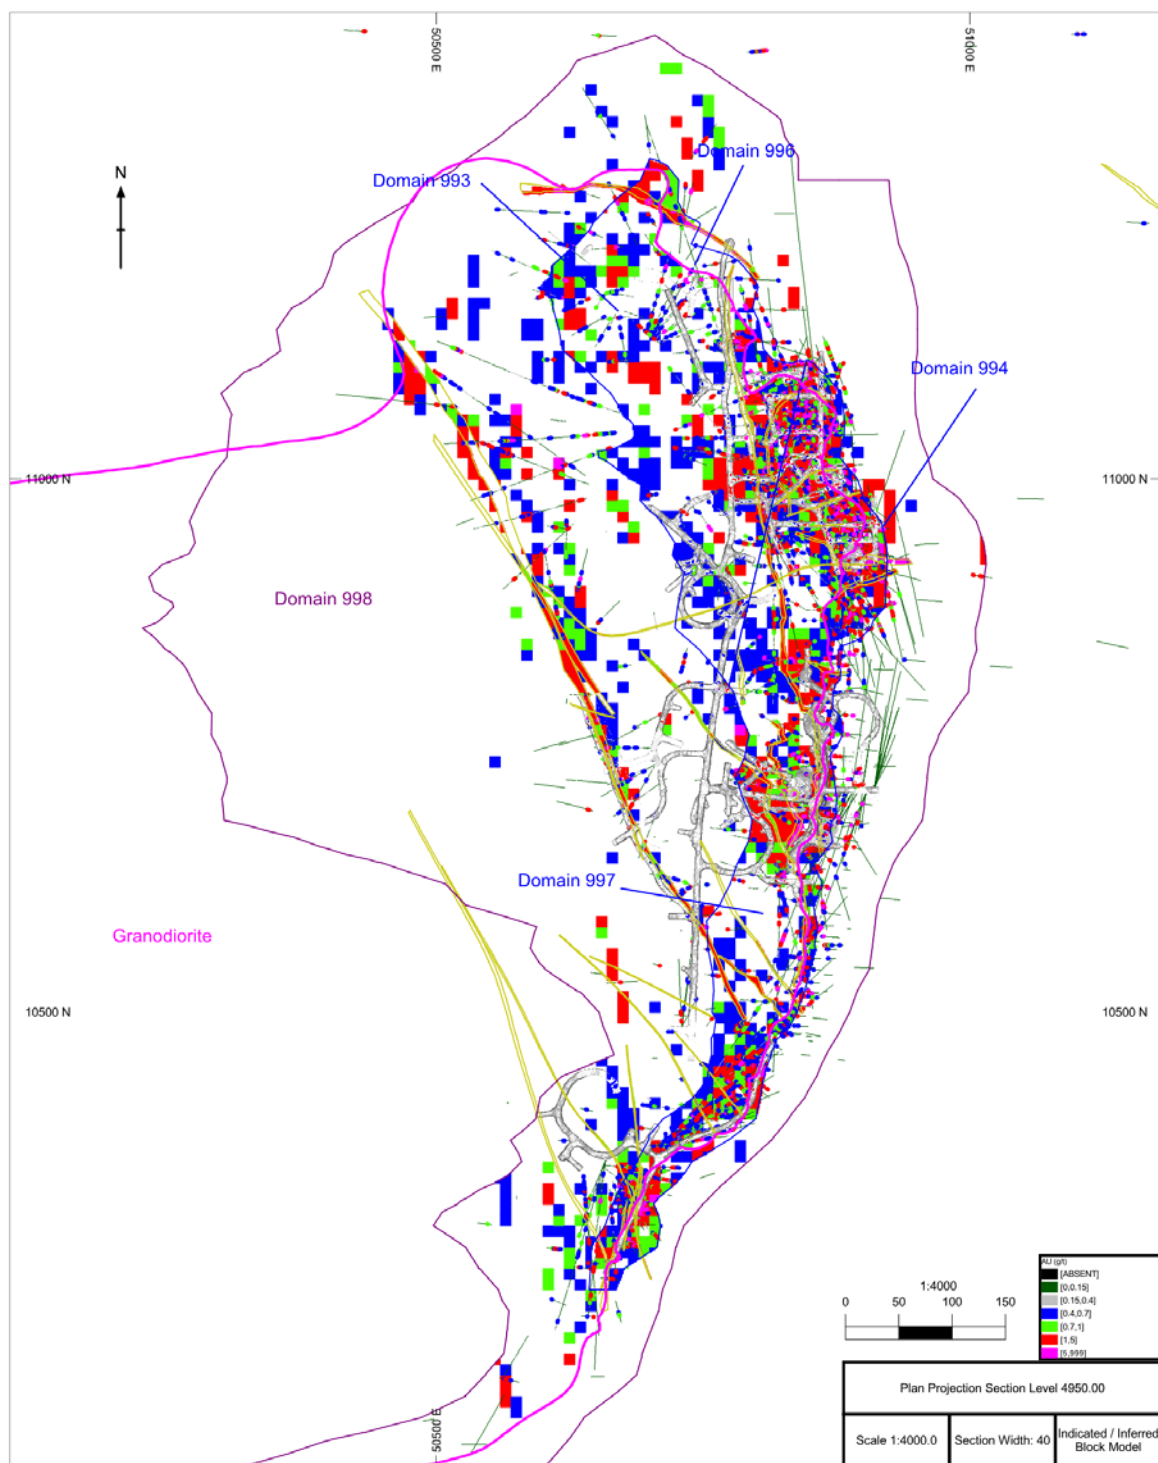 50500 E
51000 E
N
Domain 996
Domain 993
Domain 994
11000 N
11000 N
Domain 998
Domain 997
Granodiorite
10500 N
10500 N
1:4000
0 50 100 150
AU (g/t)
[ABSENT]
[0,0.15]
[0.15,0.4]
[0.4,0.7]
[0.7,1]
[1,5]
[5,999]
Plan Projection Section Level 4950.00
Scale 1:4000.0
Section Width: 40
Indicated / Inferred
Block Model
50500 E